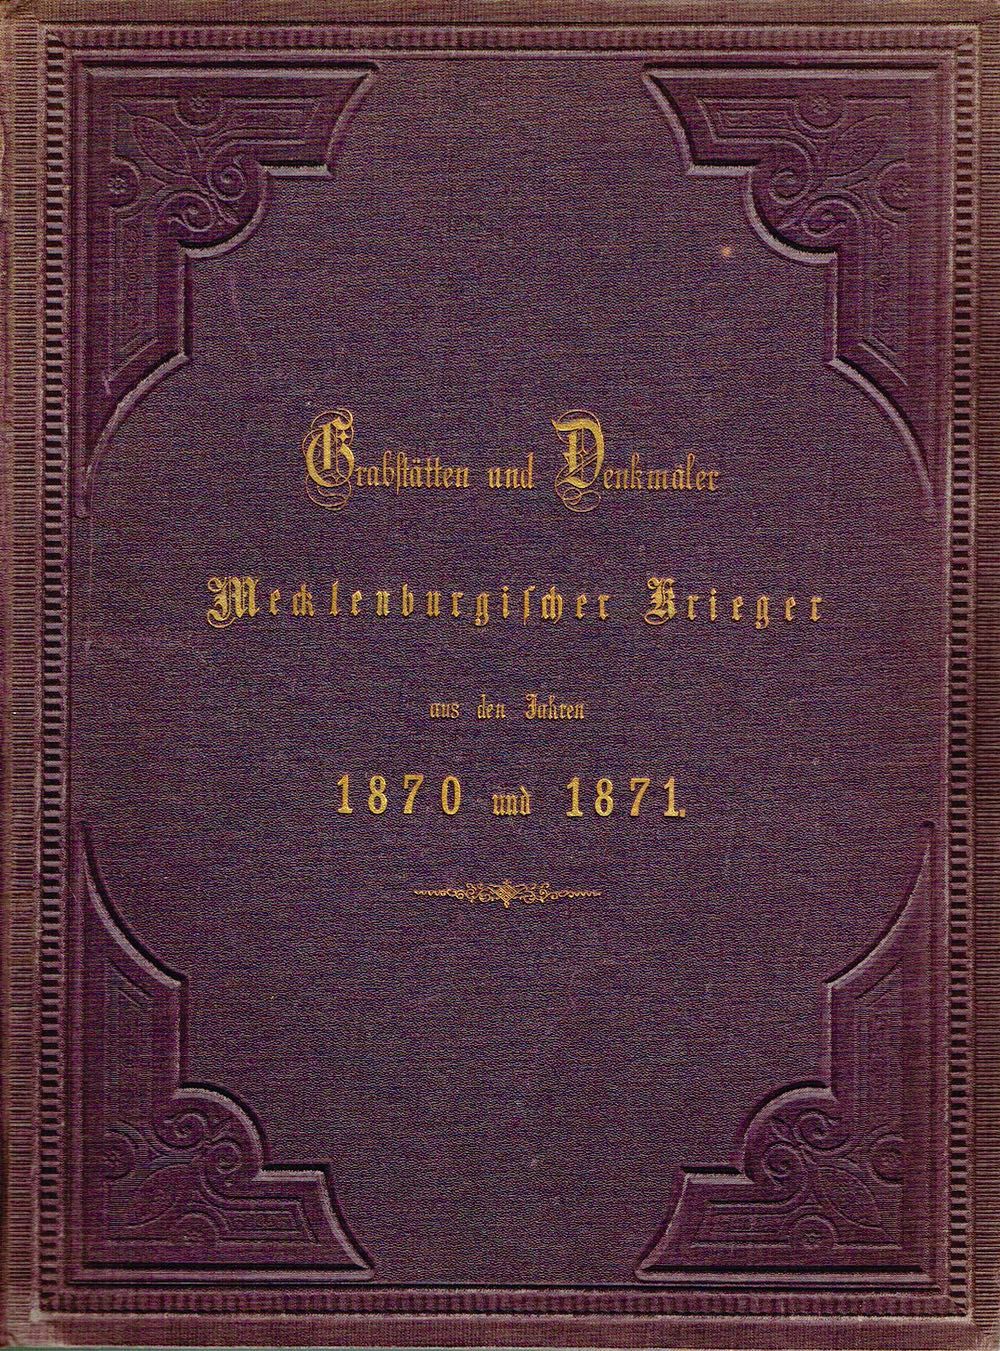 Grabstätten und Denkmäler
Mecklenburgischer Krieger
aus den Jahren
1870 und 1871.